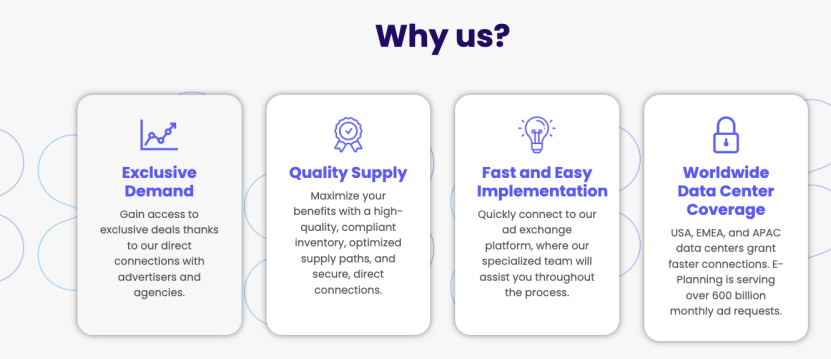 Why us?
Exclusive
Demand
Gain access to
exclusive deals thanks
to our direct
connections with
advertisers and
agencies.
Quality Supply
Maximize your
benefits with a high-
quality, compliant
inventory, optimized
supply paths, and
secure, direct
connections.
Fast and Easy
Implementation
Quickly connect to our
ad exchange
platform, where our
specialized team will
assist you throughout
the process.
Worldwide
Data Center
Coverage
USA, EMEA, and APAC
data centers grant
faster connections. E-
Planning is serving
over 600 billion
monthly ad requests.